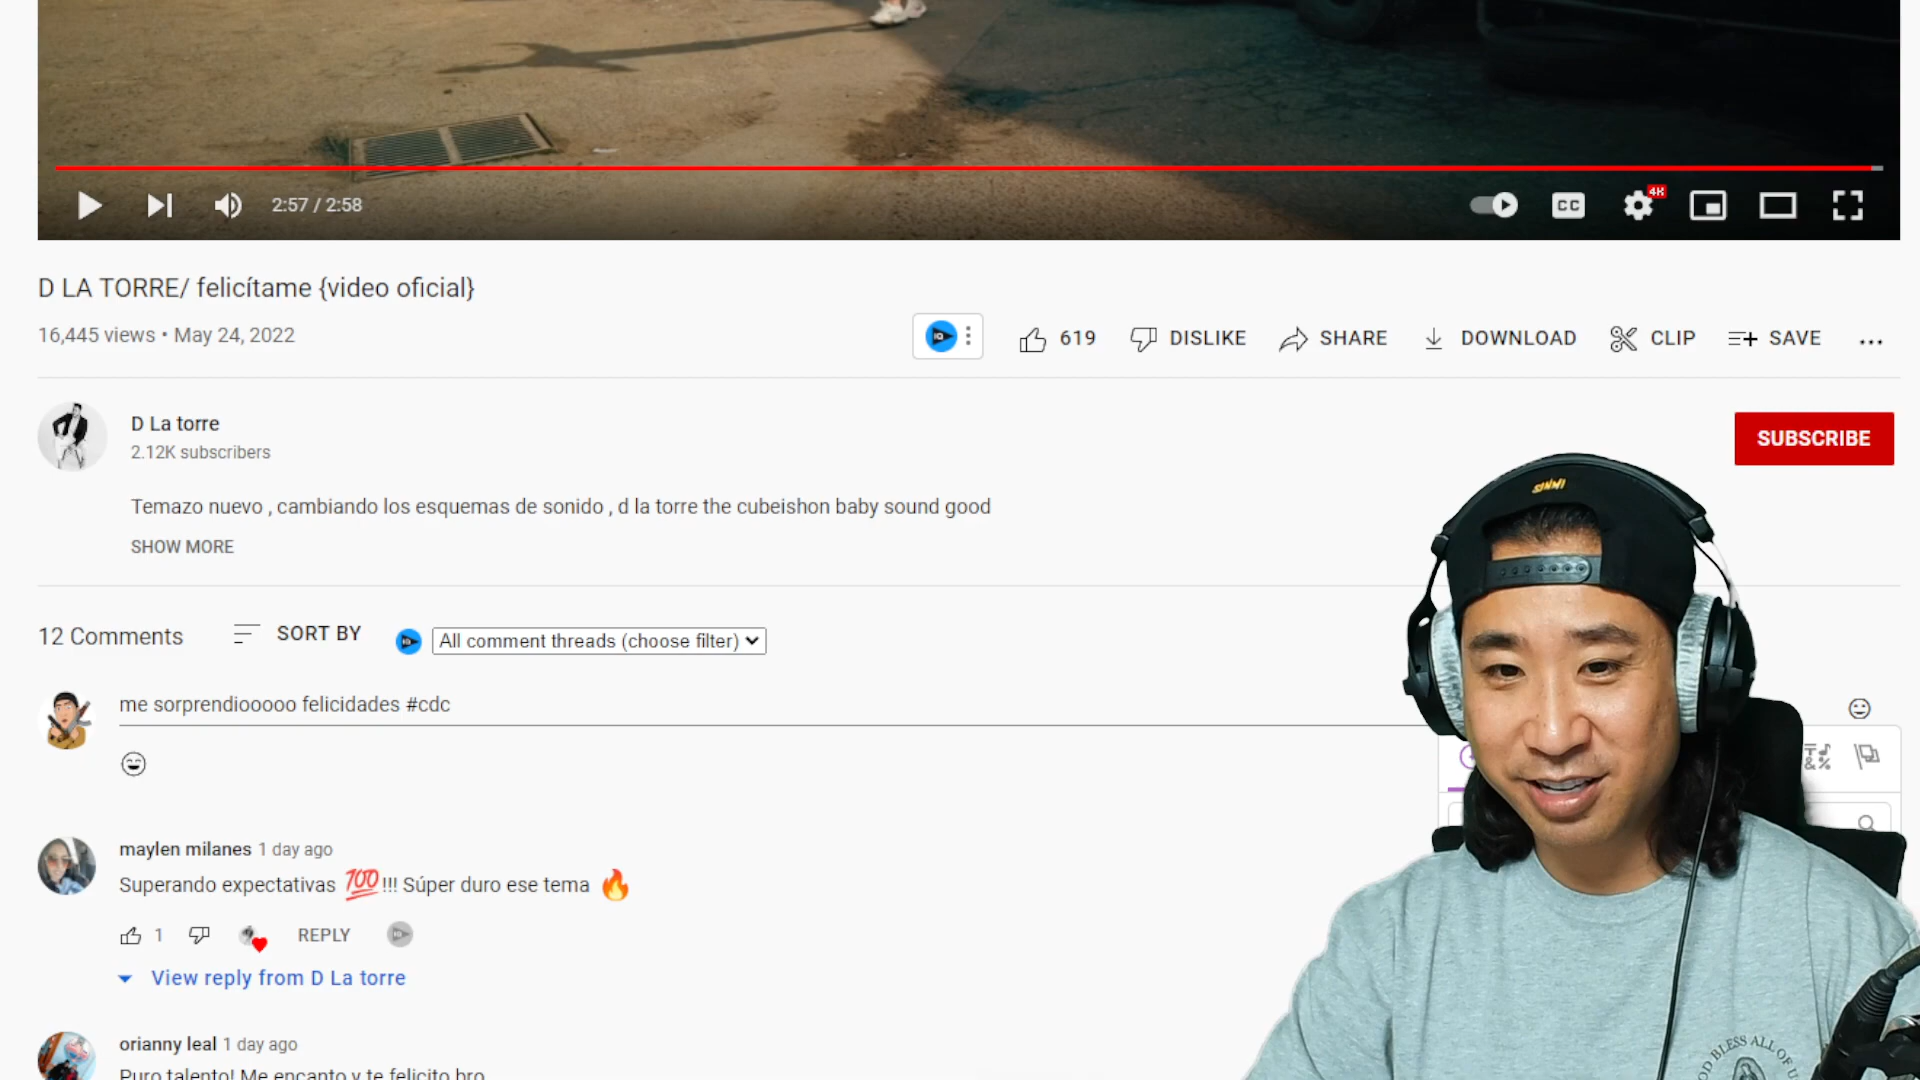 2:57 / 2:58
CC
4K
D LA TORRE/ felicítame {video oficial}
16,445 views • May 24, 2022
619
DISLIKE
SHARE
DOWNLOAD
CLIP
SAVE
D La torre
2.12K subscribers
SUBSCRIBE
Temazo nuevo , cambiando los esquemas de sonido , d la torre the cubeishon baby sound good
SHOW MORE
12 Comments
SORT BY
All comment threads (choose filter)
me sorprendiooooo felicidades #cdc
maylen milanes 1 day ago
Superando expectativas 💯!!! Súper duro ese tema 🔥
1
REPLY
View reply from D La torre
orianny leal 1 day ago
Puro talento! Me encanto y te felicito bro
BLESS ALL OF